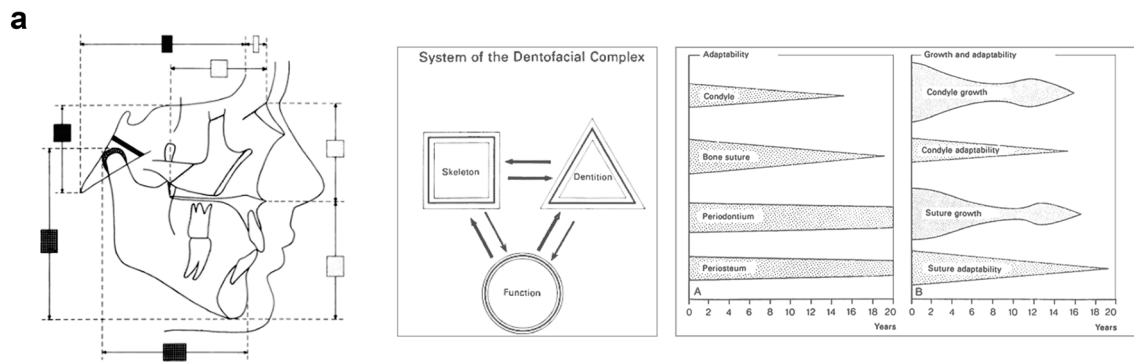 a
System of the Dentofacial Complex
Skeleton
Dentition
Function
Adaptability
Condyle
Bone suture
Periodontium
Periosteum
A
0 2 4 6 8 10 12 14 16 18 20
Years
Growth and adaptability
Condyle growth
Condyle adaptability
Suture growth
Suture adaptability
B
0 2 4 6 8 10 12 14 16 18 20
Years